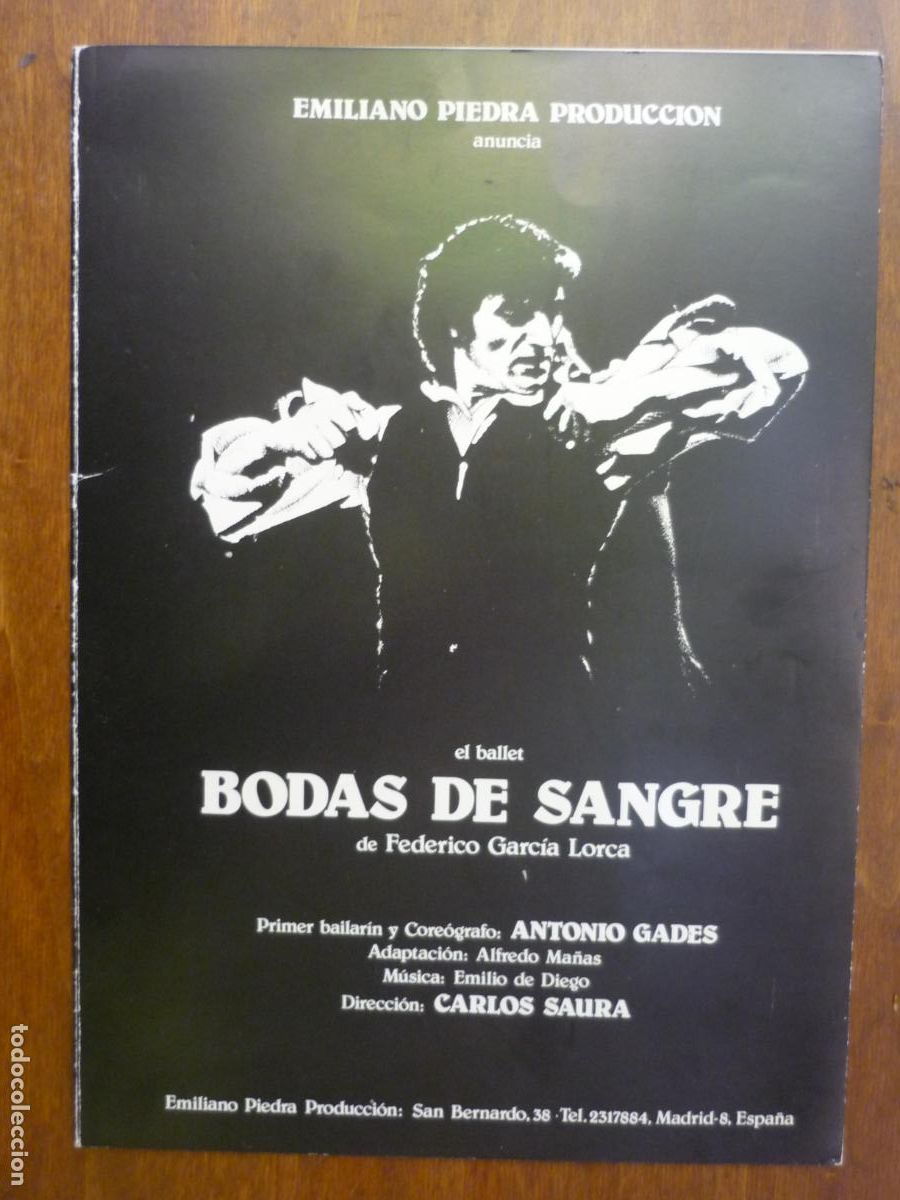 EMILIANO PIEDRA PRODUCCION
anuncia
el ballet
BODAS DE SANGRE
de Federico García Lorca
Primer bailarín y Coreógrafo: ANTONIO GADES
Adaptación: Alfredo Mañas
Música: Emilio de Diego
Dirección: CARLOS SAURA
Emiliano Piedra Producción: San Bernardo, 38 · Tel. 2317884, Madrid-8, España
todocoleccion